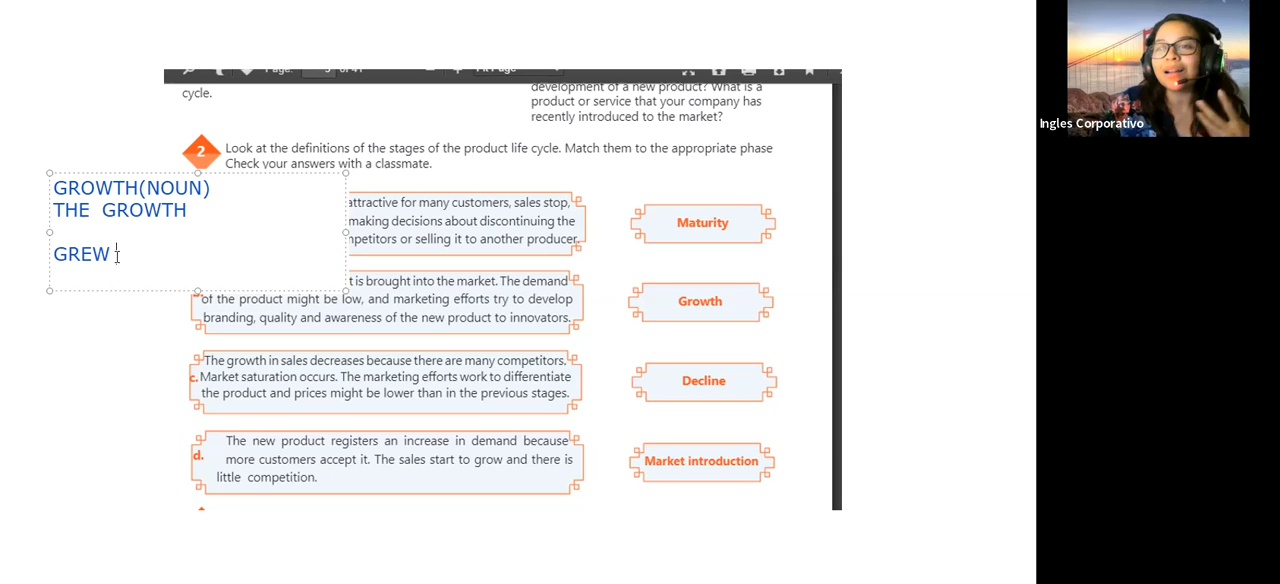 Page:
of 41
cycle.
development of a new product? What is a
product or service that your company has
recently introduced to the market?
2
Look at the definitions of the stages of the product life cycle. Match them to the appropriate phase
Check your answers with a classmate.
GROWTH(NOUN)
THE GROWTH
GREW
attractive for many customers, sales stop,
making decisions about discontinuing the
mpetitors or selling it to another producer.
Maturity
t is brought into the market. The demand
of the product might be low, and marketing efforts try to develop
branding, quality and awareness of the new product to innovators.
Growth
c.
The growth in sales decreases because there are many competitors.
Market saturation occurs. The marketing efforts work to differentiate
the product and prices might be lower than in the previous stages.
Decline
d.
The new product registers an increase in demand because
more customers accept it. The sales start to grow and there is
little competition.
Market introduction
Ingles Corporativo